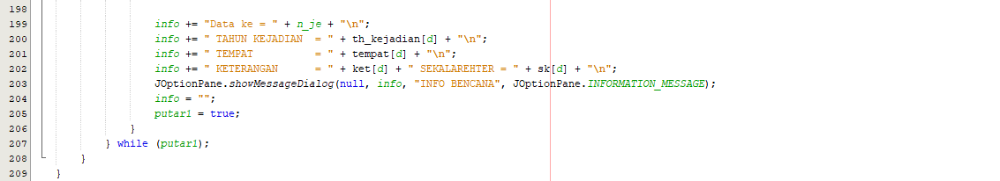 198
199 info += "Data ke = " + n_je + "\n";
200 info += " TAHUN KEJADIAN  = " + th_kejadian[d] + "\n";
201 info += " TEMPAT          = " + tempat[d] + "\n";
202 info += " KETERANGAN      = " + ket[d] + " SEKALAREHTER = " + sk[d] + "\n";
203 JOptionPane.showMessageDialog(null, info, "INFO BENCANA", JOptionPane.INFORMATION_MESSAGE);
204 info = "";
205 putar1 = true;
206 }
207 } while (putar1);
208 }
209 }